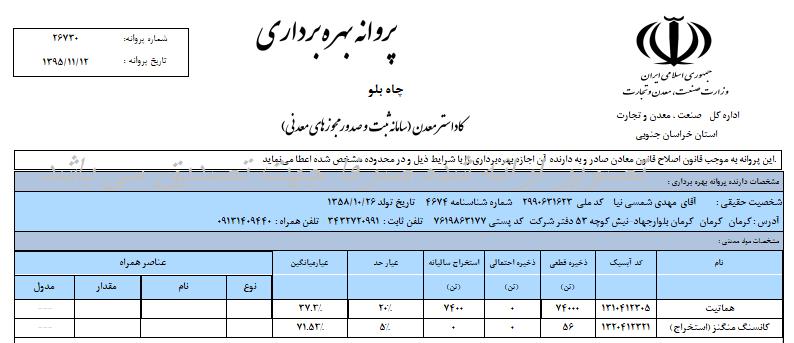 پروانه بهره برداری
شماره پروانه: ۲۶۷۳۰
تاریخ پروانه : ۱۳۹۵/۱۱/۱۲
جمهوری اسلامی ایران
وزارت صنعت، معدن و تجارت
اداره کل صنعت ، معدن و تجارت
استان خراسان جنوبی
چاه بلو
کاداستر معدن (سامانه ثبت و صدور مجوزهای معدنی)
این پروانه به موجب قانون اصلاح قانون معادن صادر و به دارنده آن اجازه بهره‌برداری را با شرایط ذیل و در محدوده مشخص شده اعطا می‌نماید.
مشخصات دارنده پروانه بهره برداری :
شخصیت حقیقی : آقای مهدی شمسی نیا کد ملی ۲۹۹۰۶۳۱۶۲۳ شماره شناسنامه ۴۶۷۴ تاریخ تولد ۱۳۵۸/۱۰/۲۶
آدرس : کرمان کرمان کرمان بلوارجهاد-نبش کوچه ۵۳ دفتر شرکت کد پستی ۷۶۱۹۸۶۳۱۷۷ تلفن ثابت : ۳۴۳۲۷۲۰۹۹۱ تلفن همراه : ۰۹۱۳۱۴۰۹۴۴۰
مشخصات مواد معدنی :
نام کد آیسیک ذخیره قطعی (تن) ذخیره احتمالی (تن) استخراج سالیانه (تن) عیار حد عیارمیانگین عناصر همراه
نوع نام مقدار مدول
هماتیت ۱۳۱۰۴۱۲۳۰۵ ۷۴۰۰۰ ۰ ۷۴۰۰ ۲۰٪ ۳۷.۳٪ ---
کانسنگ منگنز (استخراج) ۱۳۲۰۴۱۲۳۲۱ ۵۶ ۰ ۰ ۵٪ ۷۱.۵۳٪ ---